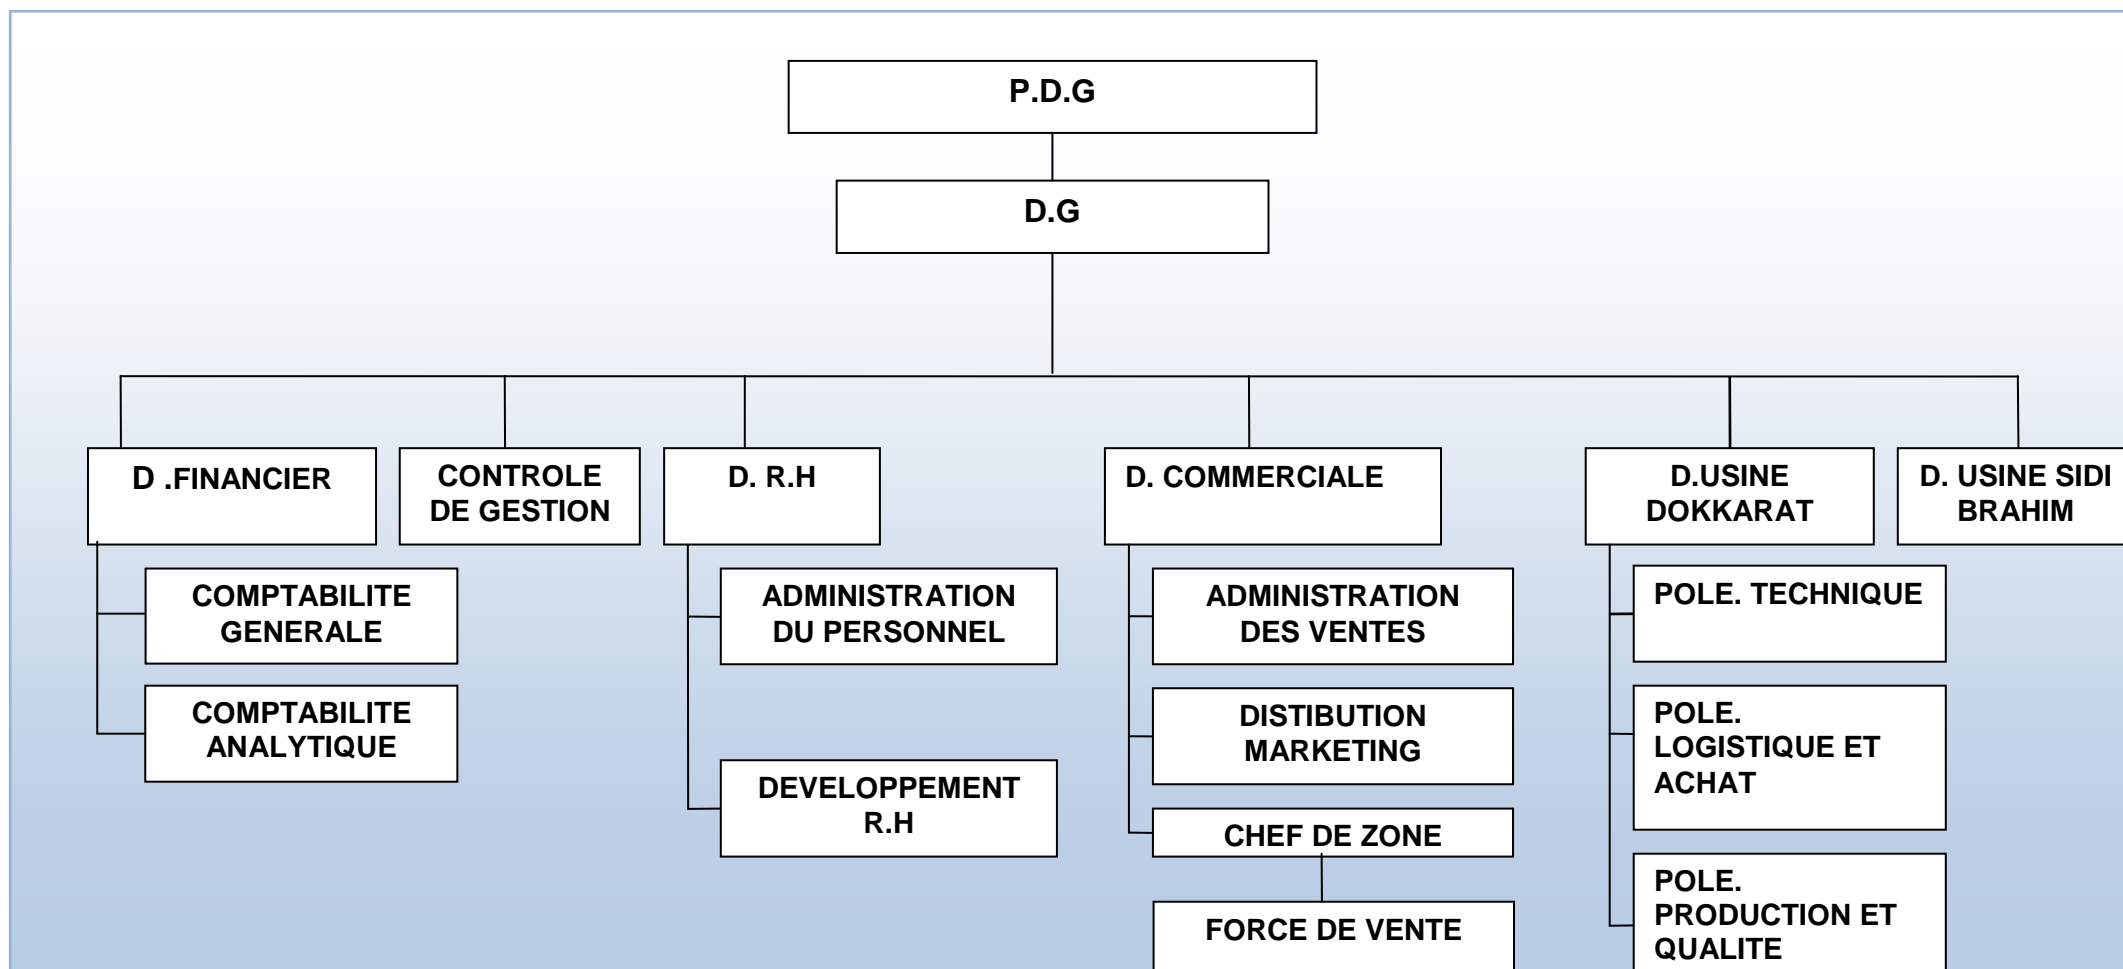 P.D.G
D.G
D .FINANCIER
CONTROLE
DE GESTION
D. R.H
D. COMMERCIALE
D.USINE
DOKKARAT
D. USINE SIDI
BRAHIM
COMPTABILITE
GENERALE
COMPTABILITE
ANALYTIQUE
ADMINISTRATION
DU PERSONNEL
DEVELOPPEMENT
R.H
ADMINISTRATION
DES VENTES
DISTIBUTION
MARKETING
CHEF DE ZONE
FORCE DE VENTE
POLE. TECHNIQUE
POLE.
LOGISTIQUE ET
ACHAT
POLE.
PRODUCTION ET
QUALITE